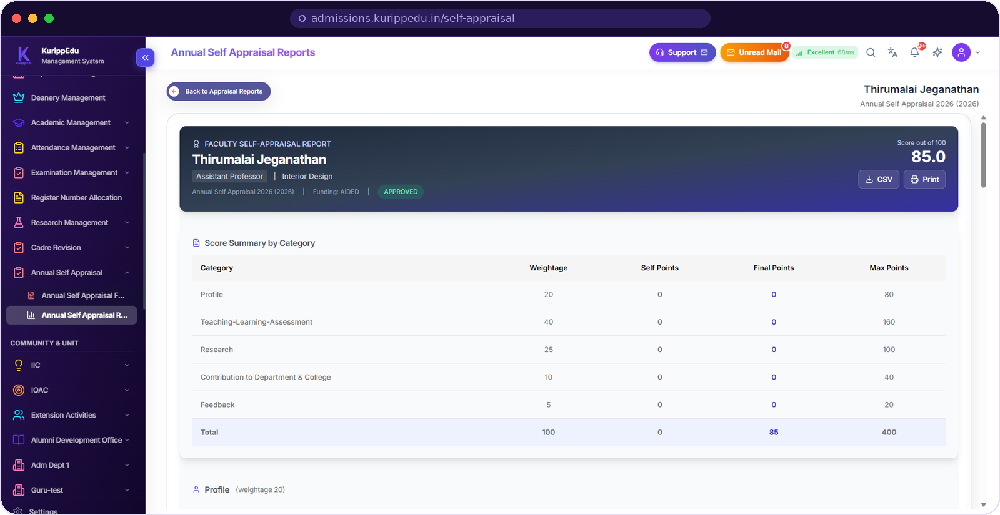 admissions.kurippedu.in/self-appraisal
KurippEdu
Management System
KurippEdu
Deanery Management
Academic Management
Attendance Management
Examination Management
Register Number Allocation
Research Management
Cadre Revision
Annual Self Appraisal
Annual Self Appraisal F...
Annual Self Appraisal R...
COMMUNITY & UNIT
IIC
IQAC
Extension Activities
Alumni Development Office
Adm Dept 1
Guru-test
Settings
Annual Self Appraisal Reports
Support
Unread Mail 8
Excellent 68ms
9+
Back to Appraisal Reports
Thirumalai Jeganathan
Annual Self Appraisal 2026 (2026)
FACULTY SELF-APPRAISAL REPORT
Thirumalai Jeganathan
Assistant Professor | Interior Design
Annual Self Appraisal 2026 (2026) | Funding: AIDED | APPROVED
Score out of 100
85.0
CSV Print
Score Summary by Category
Category Weightage Self Points Final Points Max Points
Profile 20 0 0 80
Teaching-Learning-Assessment 40 0 0 160
Research 25 0 0 100
Contribution to Department & College 10 0 0 40
Feedback 5 0 0 20
Total 100 0 85 400
Profile (weightage 20)